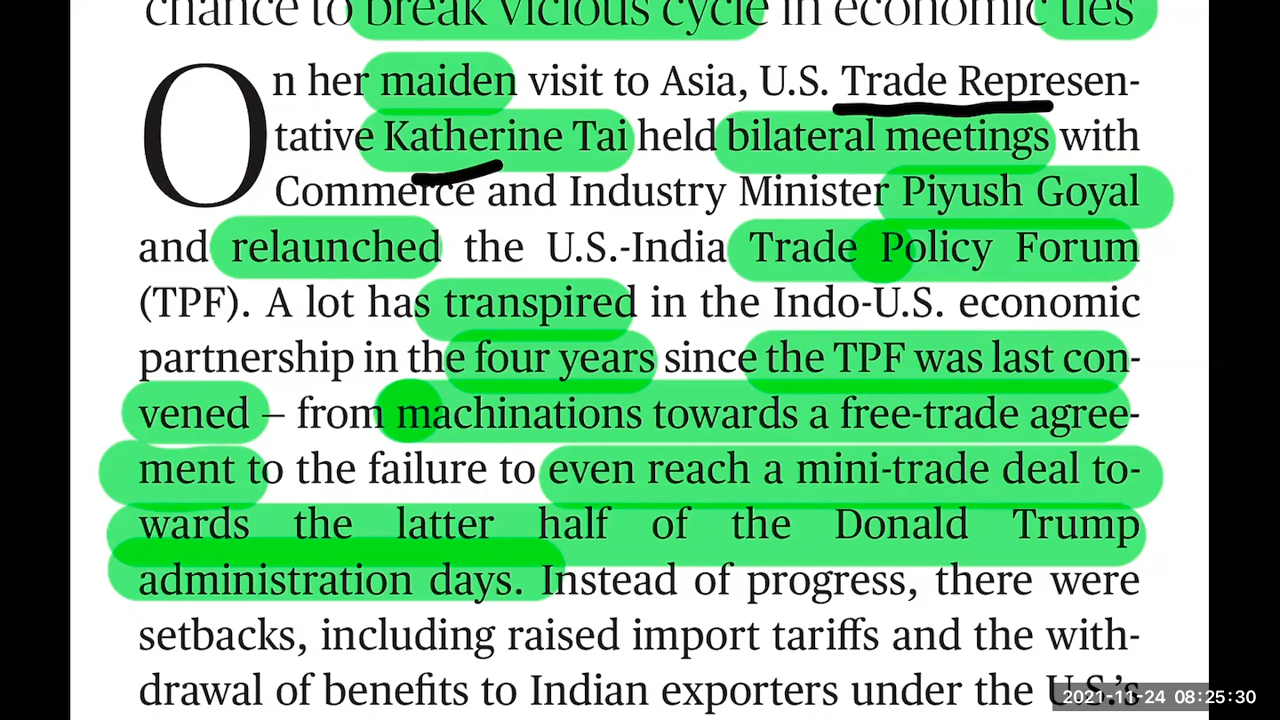 chance to break vicious cycle in economic ties
On her maiden visit to Asia, U.S. Trade Represen-
tative Katherine Tai held bilateral meetings with
Commerce and Industry Minister Piyush Goyal
and relaunched the U.S.-India Trade Policy Forum
(TPF). A lot has transpired in the Indo-U.S. economic
partnership in the four years since the TPF was last con-
vened – from machinations towards a free-trade agree-
ment to the failure to even reach a mini-trade deal to-
wards the latter half of the Donald Trump
administration days. Instead of progress, there were
setbacks, including raised import tariffs and the with-
drawal of benefits to Indian exporters under the U.S.'s
2021-11-24 08:25:30